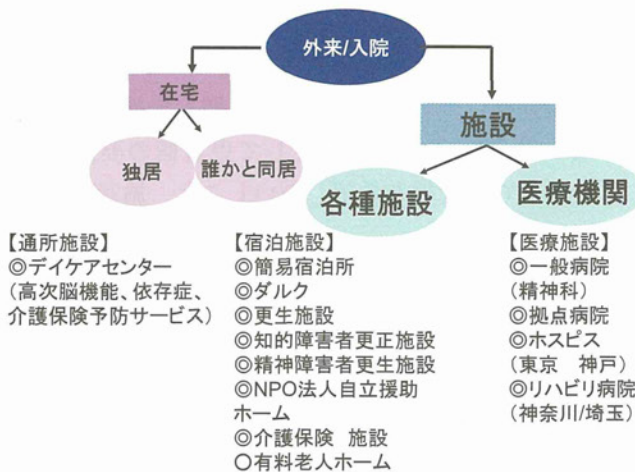 外来/入院
在宅
施設
独居
誰かと同居
各種施設
医療機関
【通所施設】
◎デイケアセンター
(高次脳機能、依存症、
介護保険予防サービス)
【宿泊施設】
◎簡易宿泊所
◎ダルク
◎更生施設
◎知的障害者更正施設
◎精神障害者更生施設
◎NPO法人自立援助
ホーム
◎介護保険 施設
○有料老人ホーム
【医療施設】
◎一般病院
(精神科)
◎拠点病院
◎ホスピス
(東京 神戸)
◎リハビリ病院
(神奈川/埼玉)